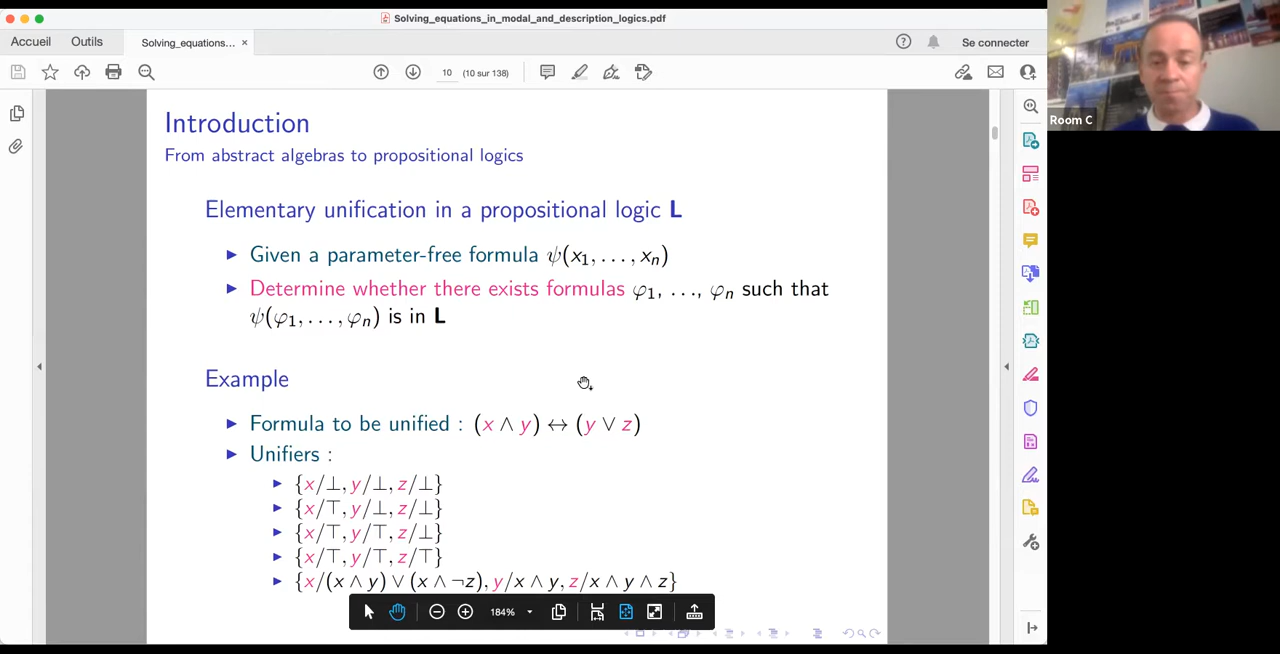 Solving_equations_in_modal_and_description_logics.pdf
Accueil Outils Solving_equations... × Se connecter
10 (10 sur 138)
Room C
Introduction
From abstract algebras to propositional logics
Elementary unification in a propositional logic L
▶ Given a parameter-free formula ψ(x₁, . . . , xₙ)
▶ Determine whether there exists formulas φ₁, . . ., φₙ such that
ψ(φ₁, . . . , φₙ) is in L
Example
▶ Formula to be unified : (x ∧ y) ↔ (y ∨ z)
▶ Unifiers :
▶ {x/⊥, y/⊥, z/⊥}
▶ {x/⊤, y/⊥, z/⊥}
▶ {x/⊤, y/⊤, z/⊥}
▶ {x/⊤, y/⊤, z/⊤}
▶ {x/(x ∧ y) ∨ (x ∧ ¬z), y/x ∧ y, z/x ∧ y ∧ z}
184%